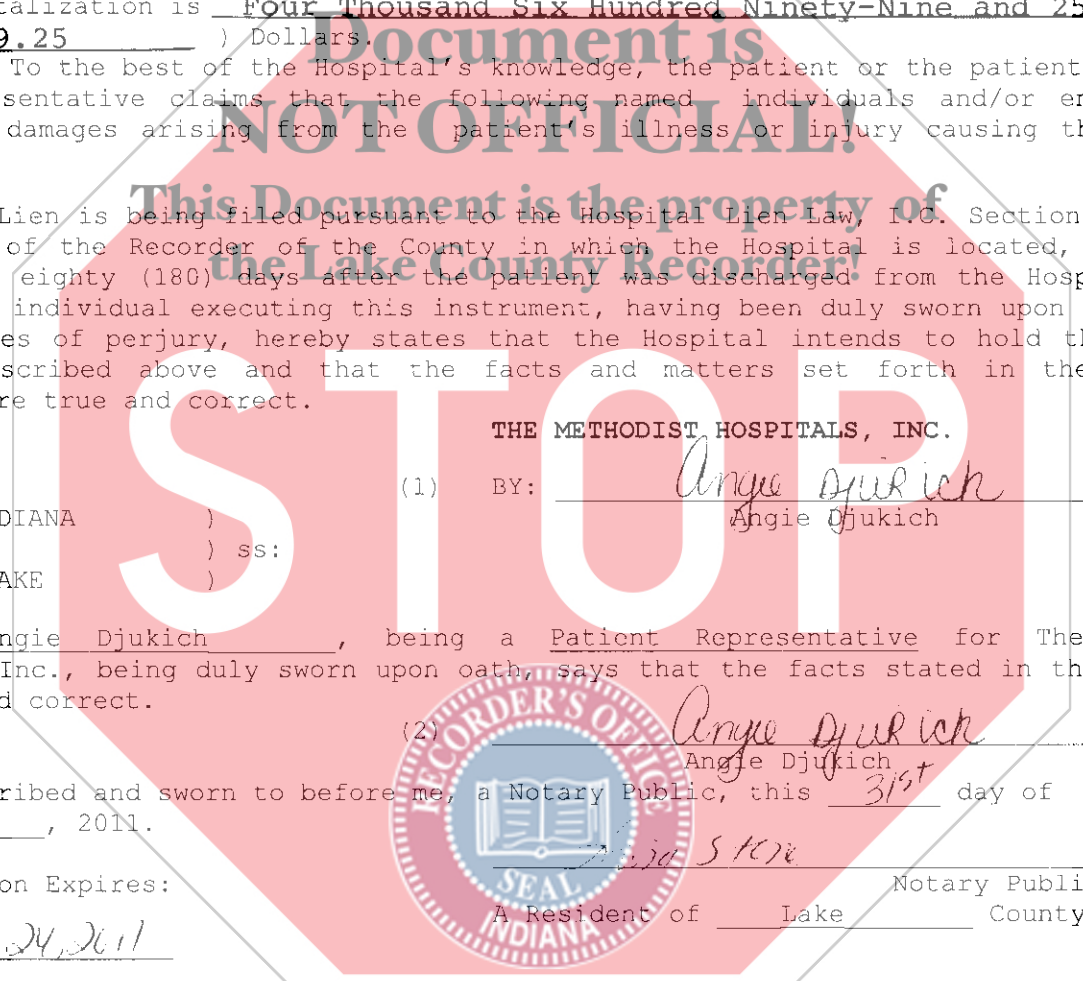 talization is Four Thousand Six Hundred Ninety-Nine and 25
9.25 ) Dollars.
Document is
To the best of the Hospital's knowledge, the patient or the patient
sentative claims that the following named individuals and/or en
NOT OFFICIAL!
damages arising from the patient's illness or injury causing th
This Document is the property of
Lien is being filed pursuant to the Hospital Lien Law, I.C. Section
of the Recorder of the County in which the Hospital is located,
the Lake County Recorder!
eighty (180) days after the patient was discharged from the Hosp
individual executing this instrument, having been duly sworn upon
es of perjury, hereby states that the Hospital intends to hold th
scribed above and that the facts and matters set forth in the
re true and correct.
STOP
THE METHODIST HOSPITALS, INC.
(1) BY: Angie Djukich
Angie Djukich
DIANA )
) ss:
AKE )
ngie Djukich , being a Patient Representative for The
Inc., being duly sworn upon oath, says that the facts stated in th
d correct.
(2) Angie Djukich
Angie Djukich
ribed and sworn to before me, a Notary Public, this 31st day of
, 2011.
RECORDER'S OFFICE
SEAL
INDIANA
on Expires:
Notary Publi
A Resident of Lake County
24, 2011